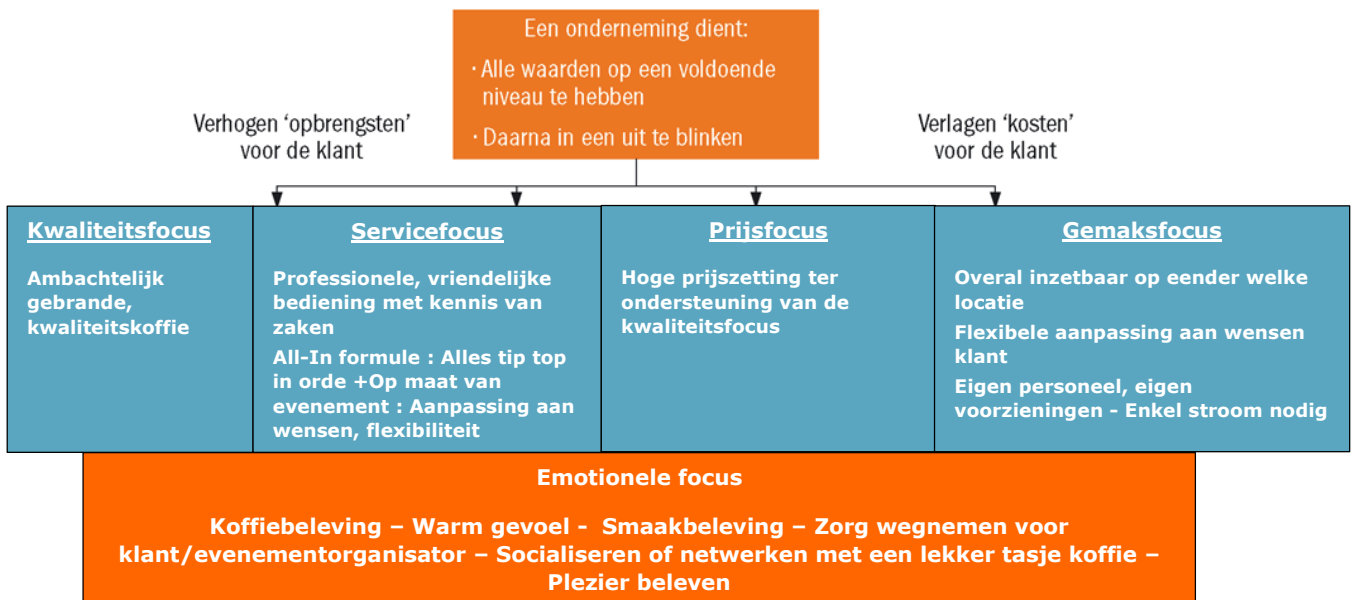 Een onderneming dient:
· Alle waarden op een voldoende
niveau te hebben
· Daarna in een uit te blinken
Verhogen ‘opbrengsten’
voor de klant
Verlagen ‘kosten’
voor de klant
Kwaliteitsfocus
Ambachtelijk
gebrande,
kwaliteitskoffie
Servicefocus
Professionele, vriendelijke
bediening met kennis van
zaken
All-In formule : Alles tip top
in orde +Op maat van
evenement : Aanpassing aan
wensen, flexibiliteit
Prijsfocus
Hoge prijszetting ter
ondersteuning van de
kwaliteitsfocus
Gemaksfocus
Overal inzetbaar op eender welke
locatie
Flexibele aanpassing aan wensen
klant
Eigen personeel, eigen
voorzieningen - Enkel stroom nodig
Emotionele focus
Koffiebeleving – Warm gevoel - Smaakbeleving – Zorg wegnemen voor
klant/evenementorganisator – Socialiseren of netwerken met een lekker tasje koffie –
Plezier beleven